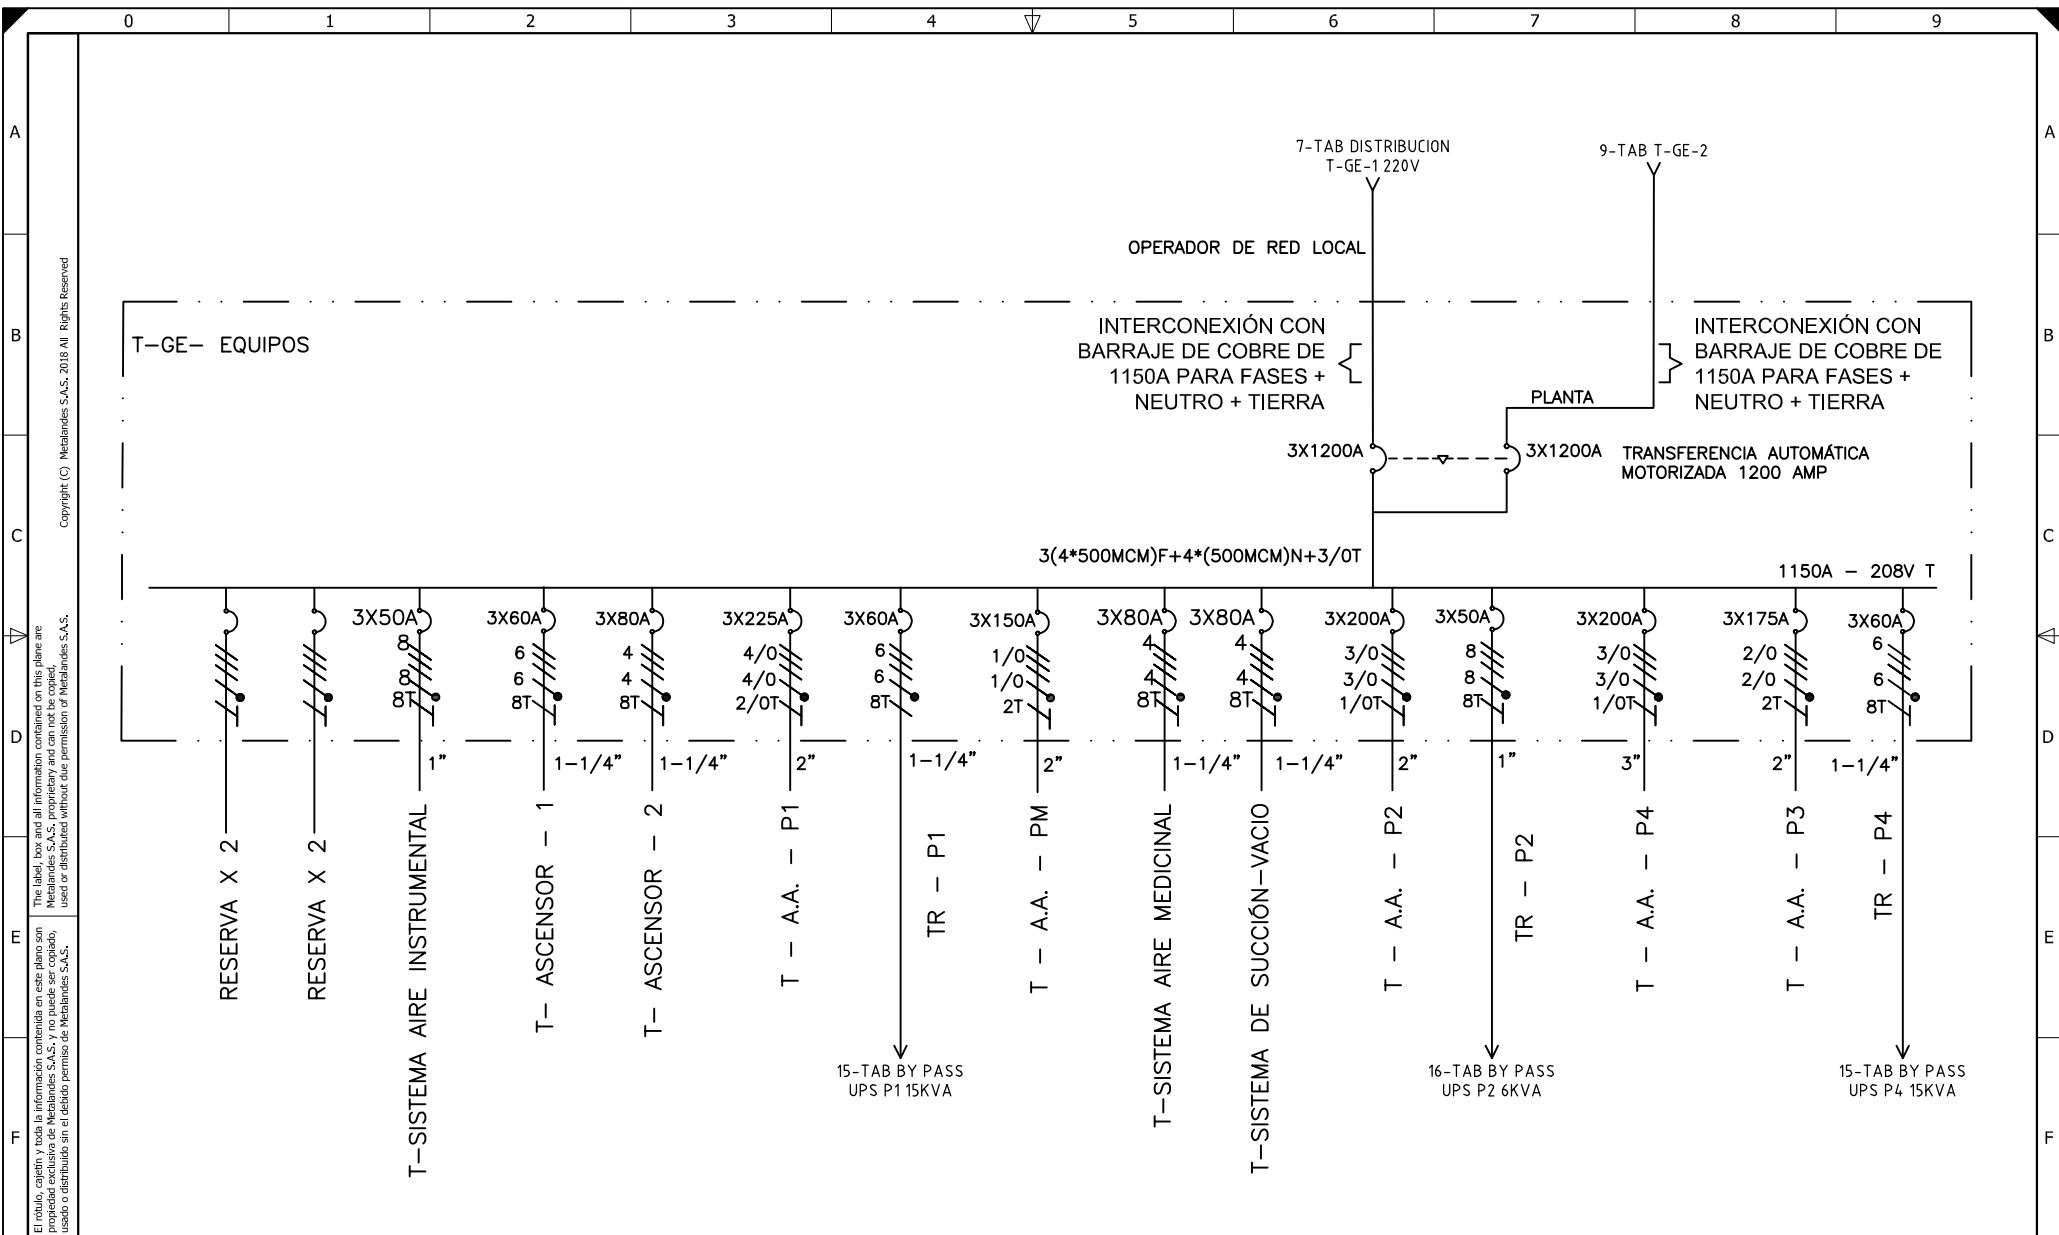 0 1 2 3 4 5 6 7 8 9
A
B
C
D
E
F
A
B
C
D
E
F
Copyright (C) Metalandes S.A.S. 2018 All Rights Reserved
The label, box and all information contained on this plane are
Metalandes S.A.S. proprietary and can not be copied,
used or distributed without due permission of Metalandes S.A.S.
El rótulo, cajetín y toda la información contenida en este plano son
propiedad exclusiva de Metalandes S.A.S. y no puede ser copiado,
usado o distribuido sin el debido permiso de Metalandes S.A.S.
7-TAB DISTRIBUCION
T-GE-1 220V
9-TAB T-GE-2
OPERADOR DE RED LOCAL
T-GE- EQUIPOS
INTERCONEXIÓN CON
BARRAJE DE COBRE DE
1150A PARA FASES +
NEUTRO + TIERRA
INTERCONEXIÓN CON
BARRAJE DE COBRE DE
1150A PARA FASES +
NEUTRO + TIERRA
PLANTA
3X1200A
3X1200A
TRANSFERENCIA AUTOMÁTICA
MOTORIZADA 1200 AMP
3(4*500MCM)F+4*(500MCM)N+3/0T
1150A - 208V T
RESERVA X 2
RESERVA X 2
3X50A
8
8
8T
1"
T-SISTEMA AIRE INSTRUMENTAL
3X60A
6
6
8T
1-1/4"
T- ASCENSOR - 1
3X80A
4
4
8T
1-1/4"
T- ASCENSOR - 2
3X225A
4/0
4/0
2/0T
2"
T - A.A. - P1
3X60A
6
6
8T
1-1/4"
TR - P1
15-TAB BY PASS
UPS P1 15KVA
3X150A
1/0
1/0
2T
2"
T - A.A. - PM
3X80A
4
4
8T
1-1/4"
T-SISTEMA AIRE MEDICINAL
3X80A
4
4
8T
1-1/4"
T-SISTEMA DE SUCCIÓN-VACIO
3X200A
3/0
3/0
1/0T
2"
T - A.A. - P2
3X50A
8
8
8T
1"
TR - P2
16-TAB BY PASS
UPS P2 6KVA
3X200A
3/0
3/0
1/0T
3"
T - A.A. - P4
3X175A
2/0
2/0
2T
2"
T - A.A. - P3
3X60A
6
6
8T
1-1/4"
TR - P4
15-TAB BY PASS
UPS P4 15KVA